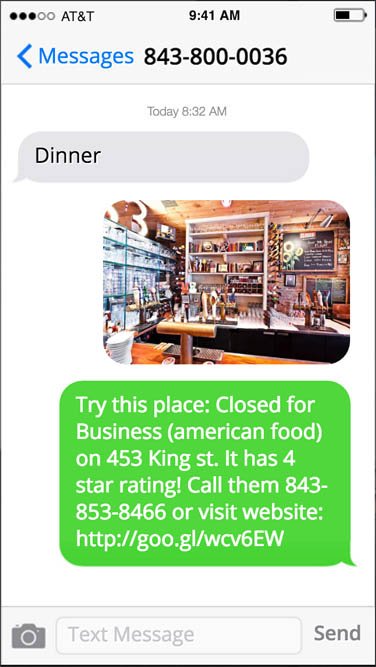 AT&T 9:41 AM
Messages 843-800-0036
Today 8:32 AM
Dinner
Try this place: Closed for
Business (american food)
on 453 King st. It has 4
star rating! Call them 843-
853-8466 or visit website:
http://goo.gl/wcv6EW
Text Message Send